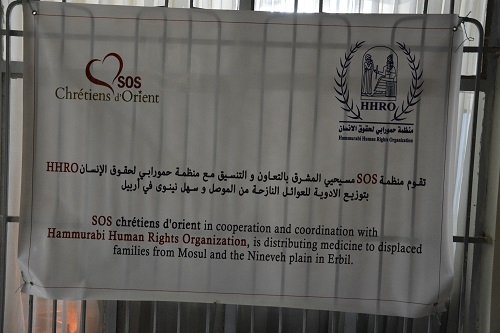 SOS
Chrétiens d'Orient
HHRO
منظمة حمورابي لحقوق الانسان
Hammurabi Human Rights Organization
تقوم منظمة SOS مسيحيي المشرق بالتعاون و التنسيق مع منظمة حمورابي لحقوق الإنسان HHRO
بتوزيع الادوية للعوائل النازحة من الموصل و سهل نينوى في أربيل
SOS chrétiens d'orient in cooperation and coordination with
Hammurabi Human Rights Organization, is distributing medicine to displaced
families from Mosul and the Nineveh plain in Erbil.